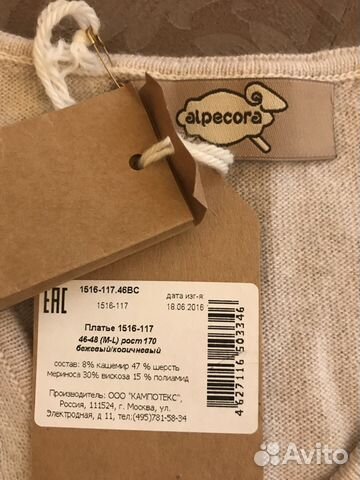 alpecora
EAC
1516-117.46BC
1516-117
дата изг-я:
18.06.2016
Платье 1516-117
46-48 (M-L) рост 170
бежевый/коричневый
состав: 8% кашемир 47 % шерсть
мериноса 30% вискоза 15 % полиамид
Производитель: ООО "КАМПОТЕКС",
Россия, 111524, г. Москва, ул.
Электродная, д 11, тел:(495)781-58-34
4627116503346
Avito